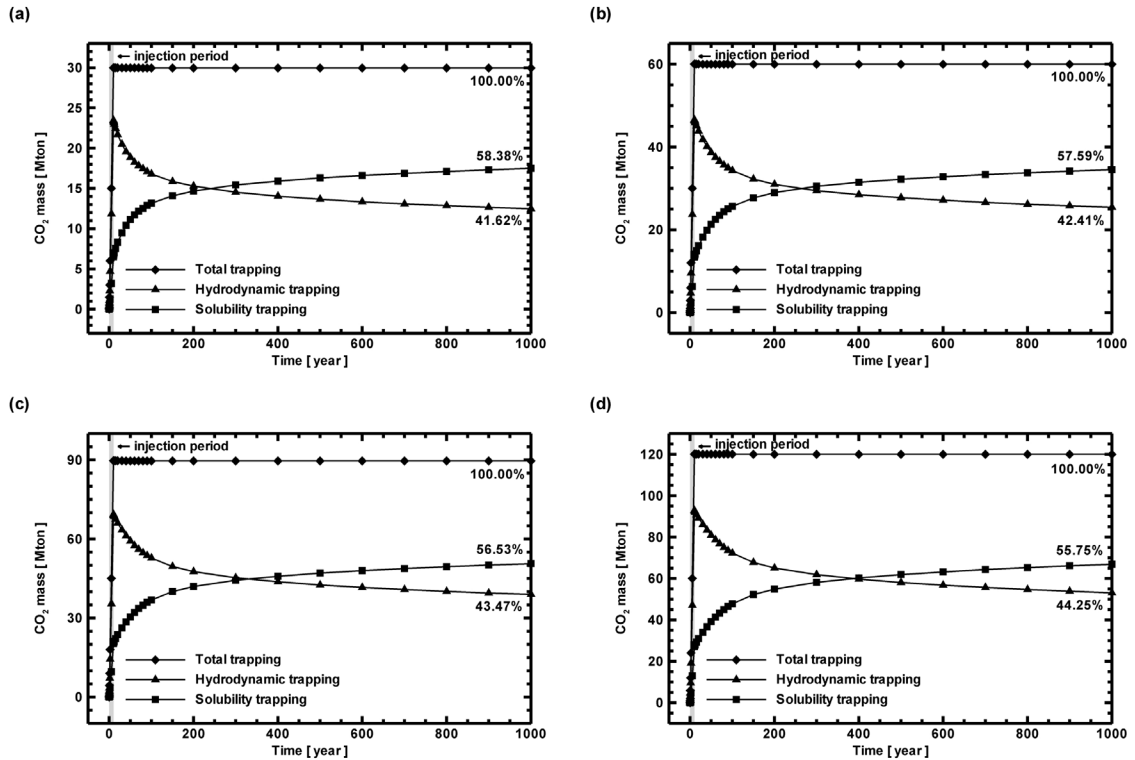 (a)
injection period
30
25
20
15
10
5
0
100.00%
58.38%
41.62%
Total trapping
Hydrodynamic trapping
Solubility trapping
CO2 mass [ Mton ]
0 200 400 600 800 1000
Time [ year ]
(b)
injection period
60
40
20
0
100.00%
57.59%
42.41%
Total trapping
Hydrodynamic trapping
Solubility trapping
CO2 mass [ Mton ]
0 200 400 600 800 1000
Time [ year ]
(c)
injection period
90
60
30
0
100.00%
56.53%
43.47%
Total trapping
Hydrodynamic trapping
Solubility trapping
CO2 mass [ Mton ]
0 200 400 600 800 1000
Time [ year ]
(d)
injection period
120
100
80
60
40
20
0
100.00%
55.75%
44.25%
Total trapping
Hydrodynamic trapping
Solubility trapping
CO2 mass [ Mton ]
0 200 400 600 800 1000
Time [ year ]